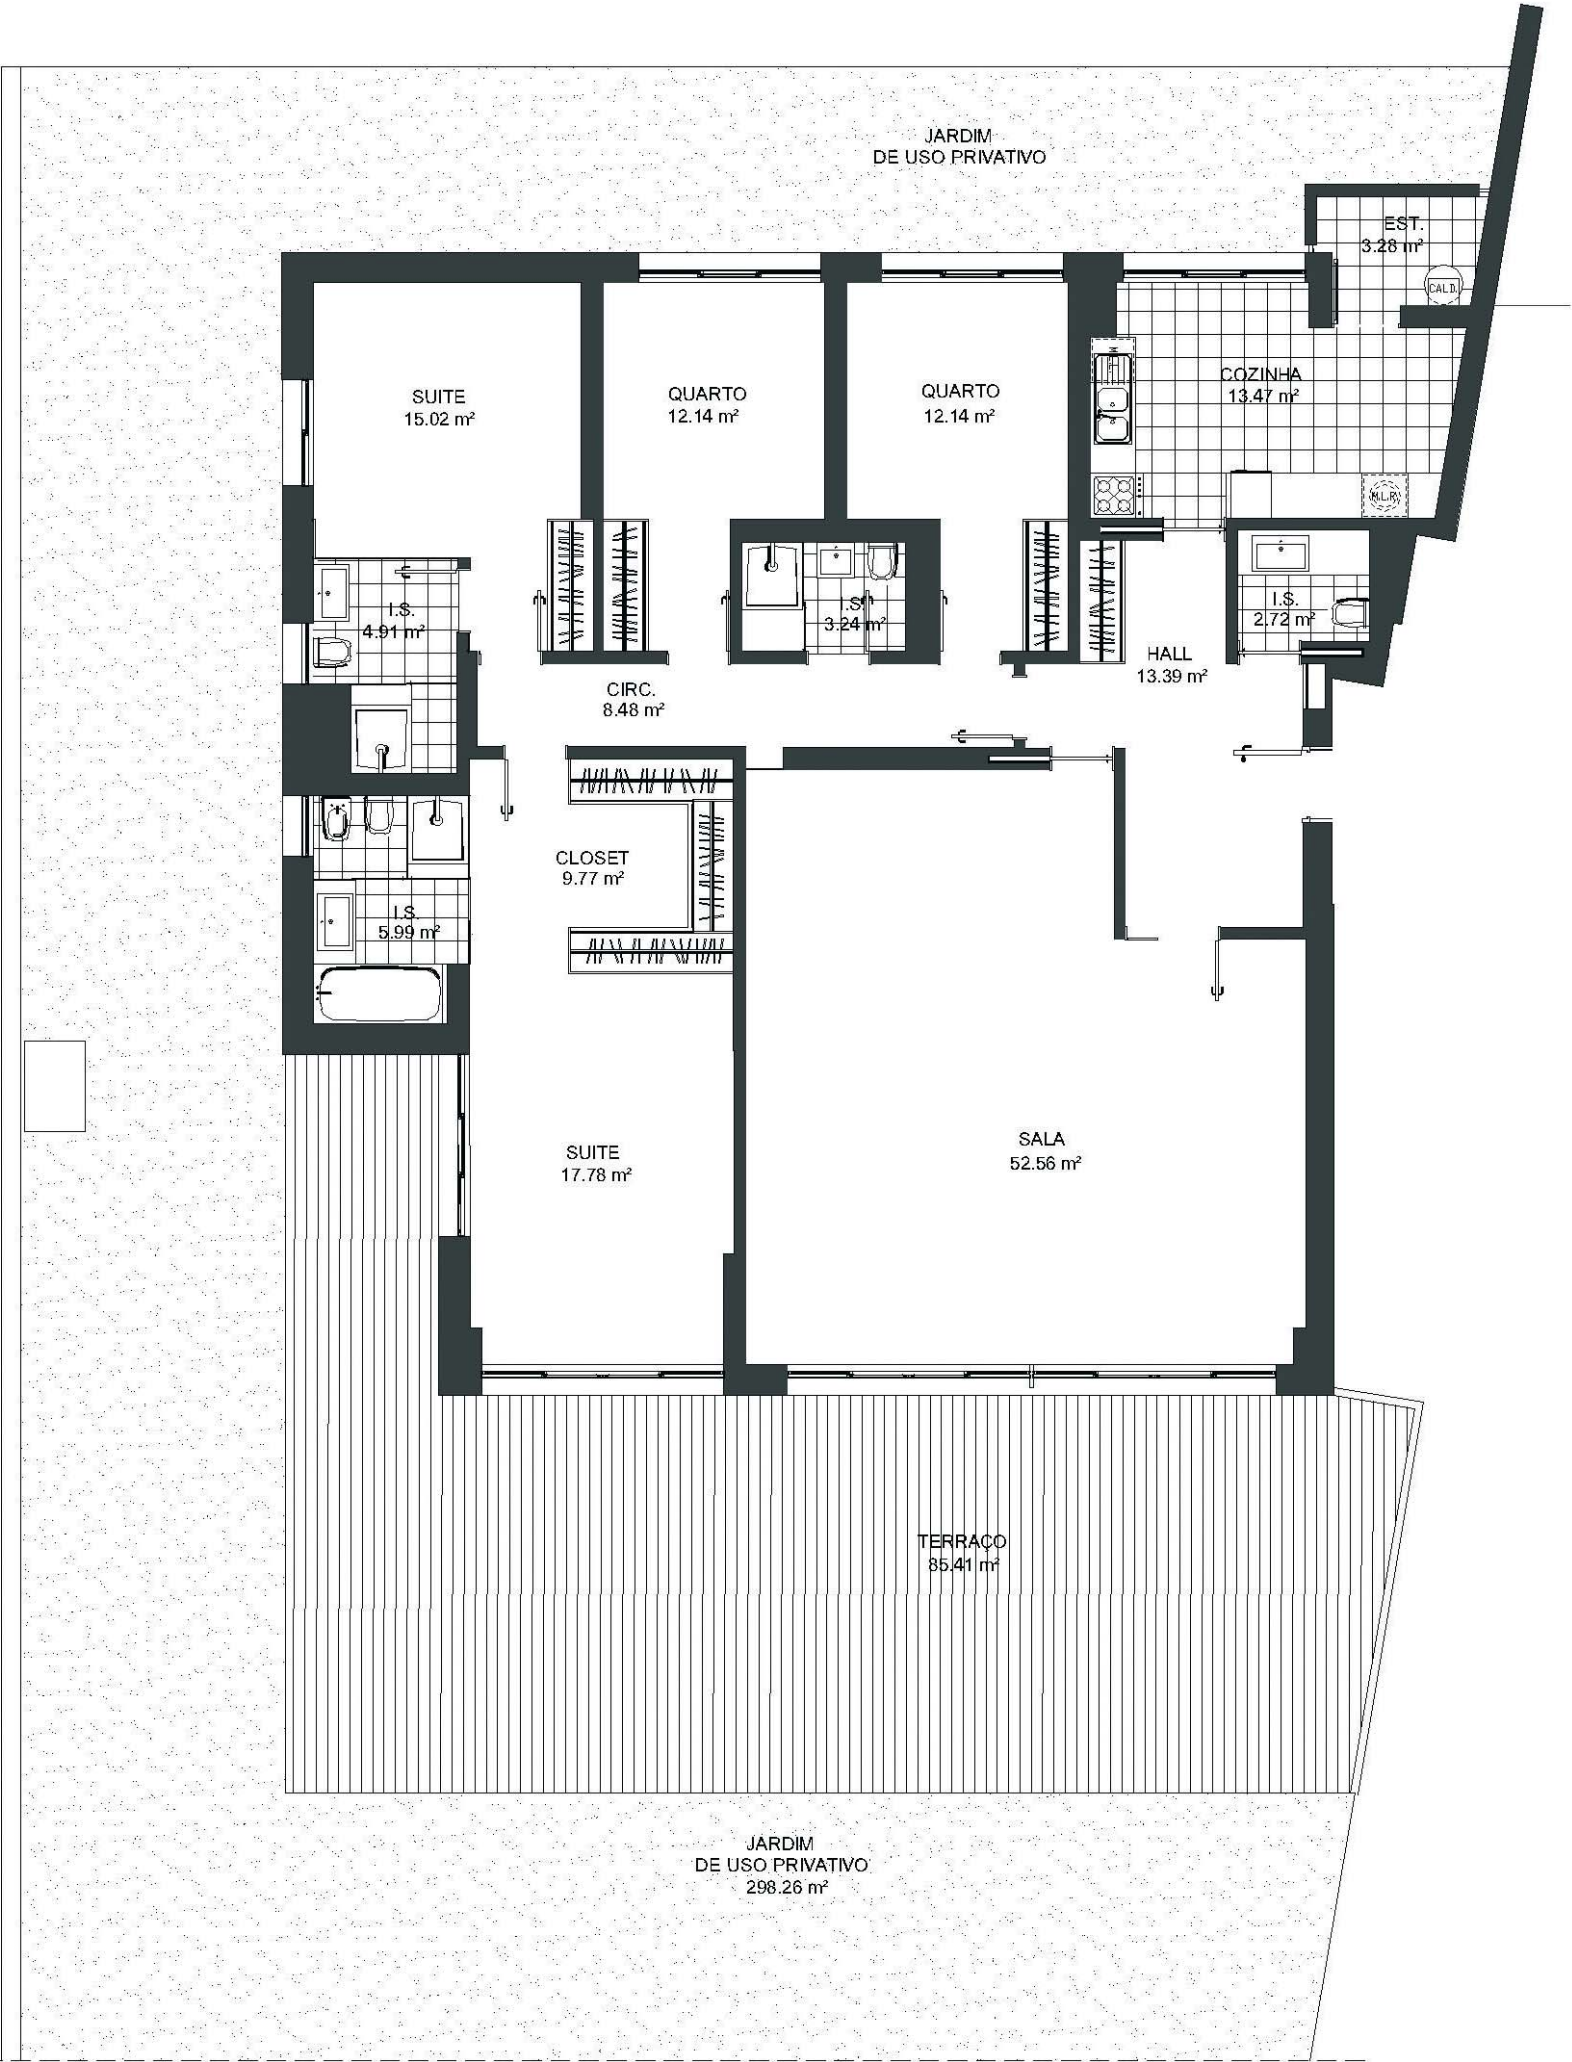 JARDIM
DE USO PRIVATIVO
EST.
3.28 m²
CALD.
SUITE
15.02 m²
QUARTO
12.14 m²
QUARTO
12.14 m²
COZINHA
13.47 m²
M.L.R.
I.S.
4.91 m²
I.S.
3.24 m²
I.S.
2.72 m²
HALL
13.39 m²
CIRC.
8.48 m²
CLOSET
9.77 m²
I.S.
5.99 m²
SUITE
17.78 m²
SALA
52.56 m²
TERRAÇO
85.41 m²
JARDIM
DE USO PRIVATIVO
298.26 m²